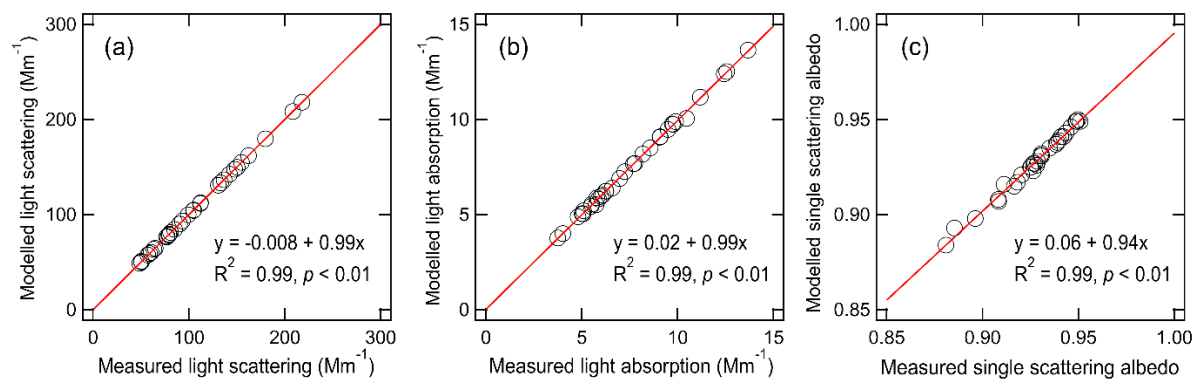 (a)
Modelled light scattering (Mm⁻¹)
300
200
100
0
y = -0.008 + 0.99x
R² = 0.99, p < 0.01
0 100 200 300
Measured light scattering (Mm⁻¹)
(b)
Modelled light absorption (Mm⁻¹)
15
10
5
0
y = 0.02 + 0.99x
R² = 0.99, p < 0.01
0 5 10 15
Measured light absorption (Mm⁻¹)
(c)
Modelled single scattering albedo
1.00
0.95
0.90
0.85
y = 0.06 + 0.94x
R² = 0.99, p < 0.01
0.85 0.90 0.95 1.00
Measured single scattering albedo